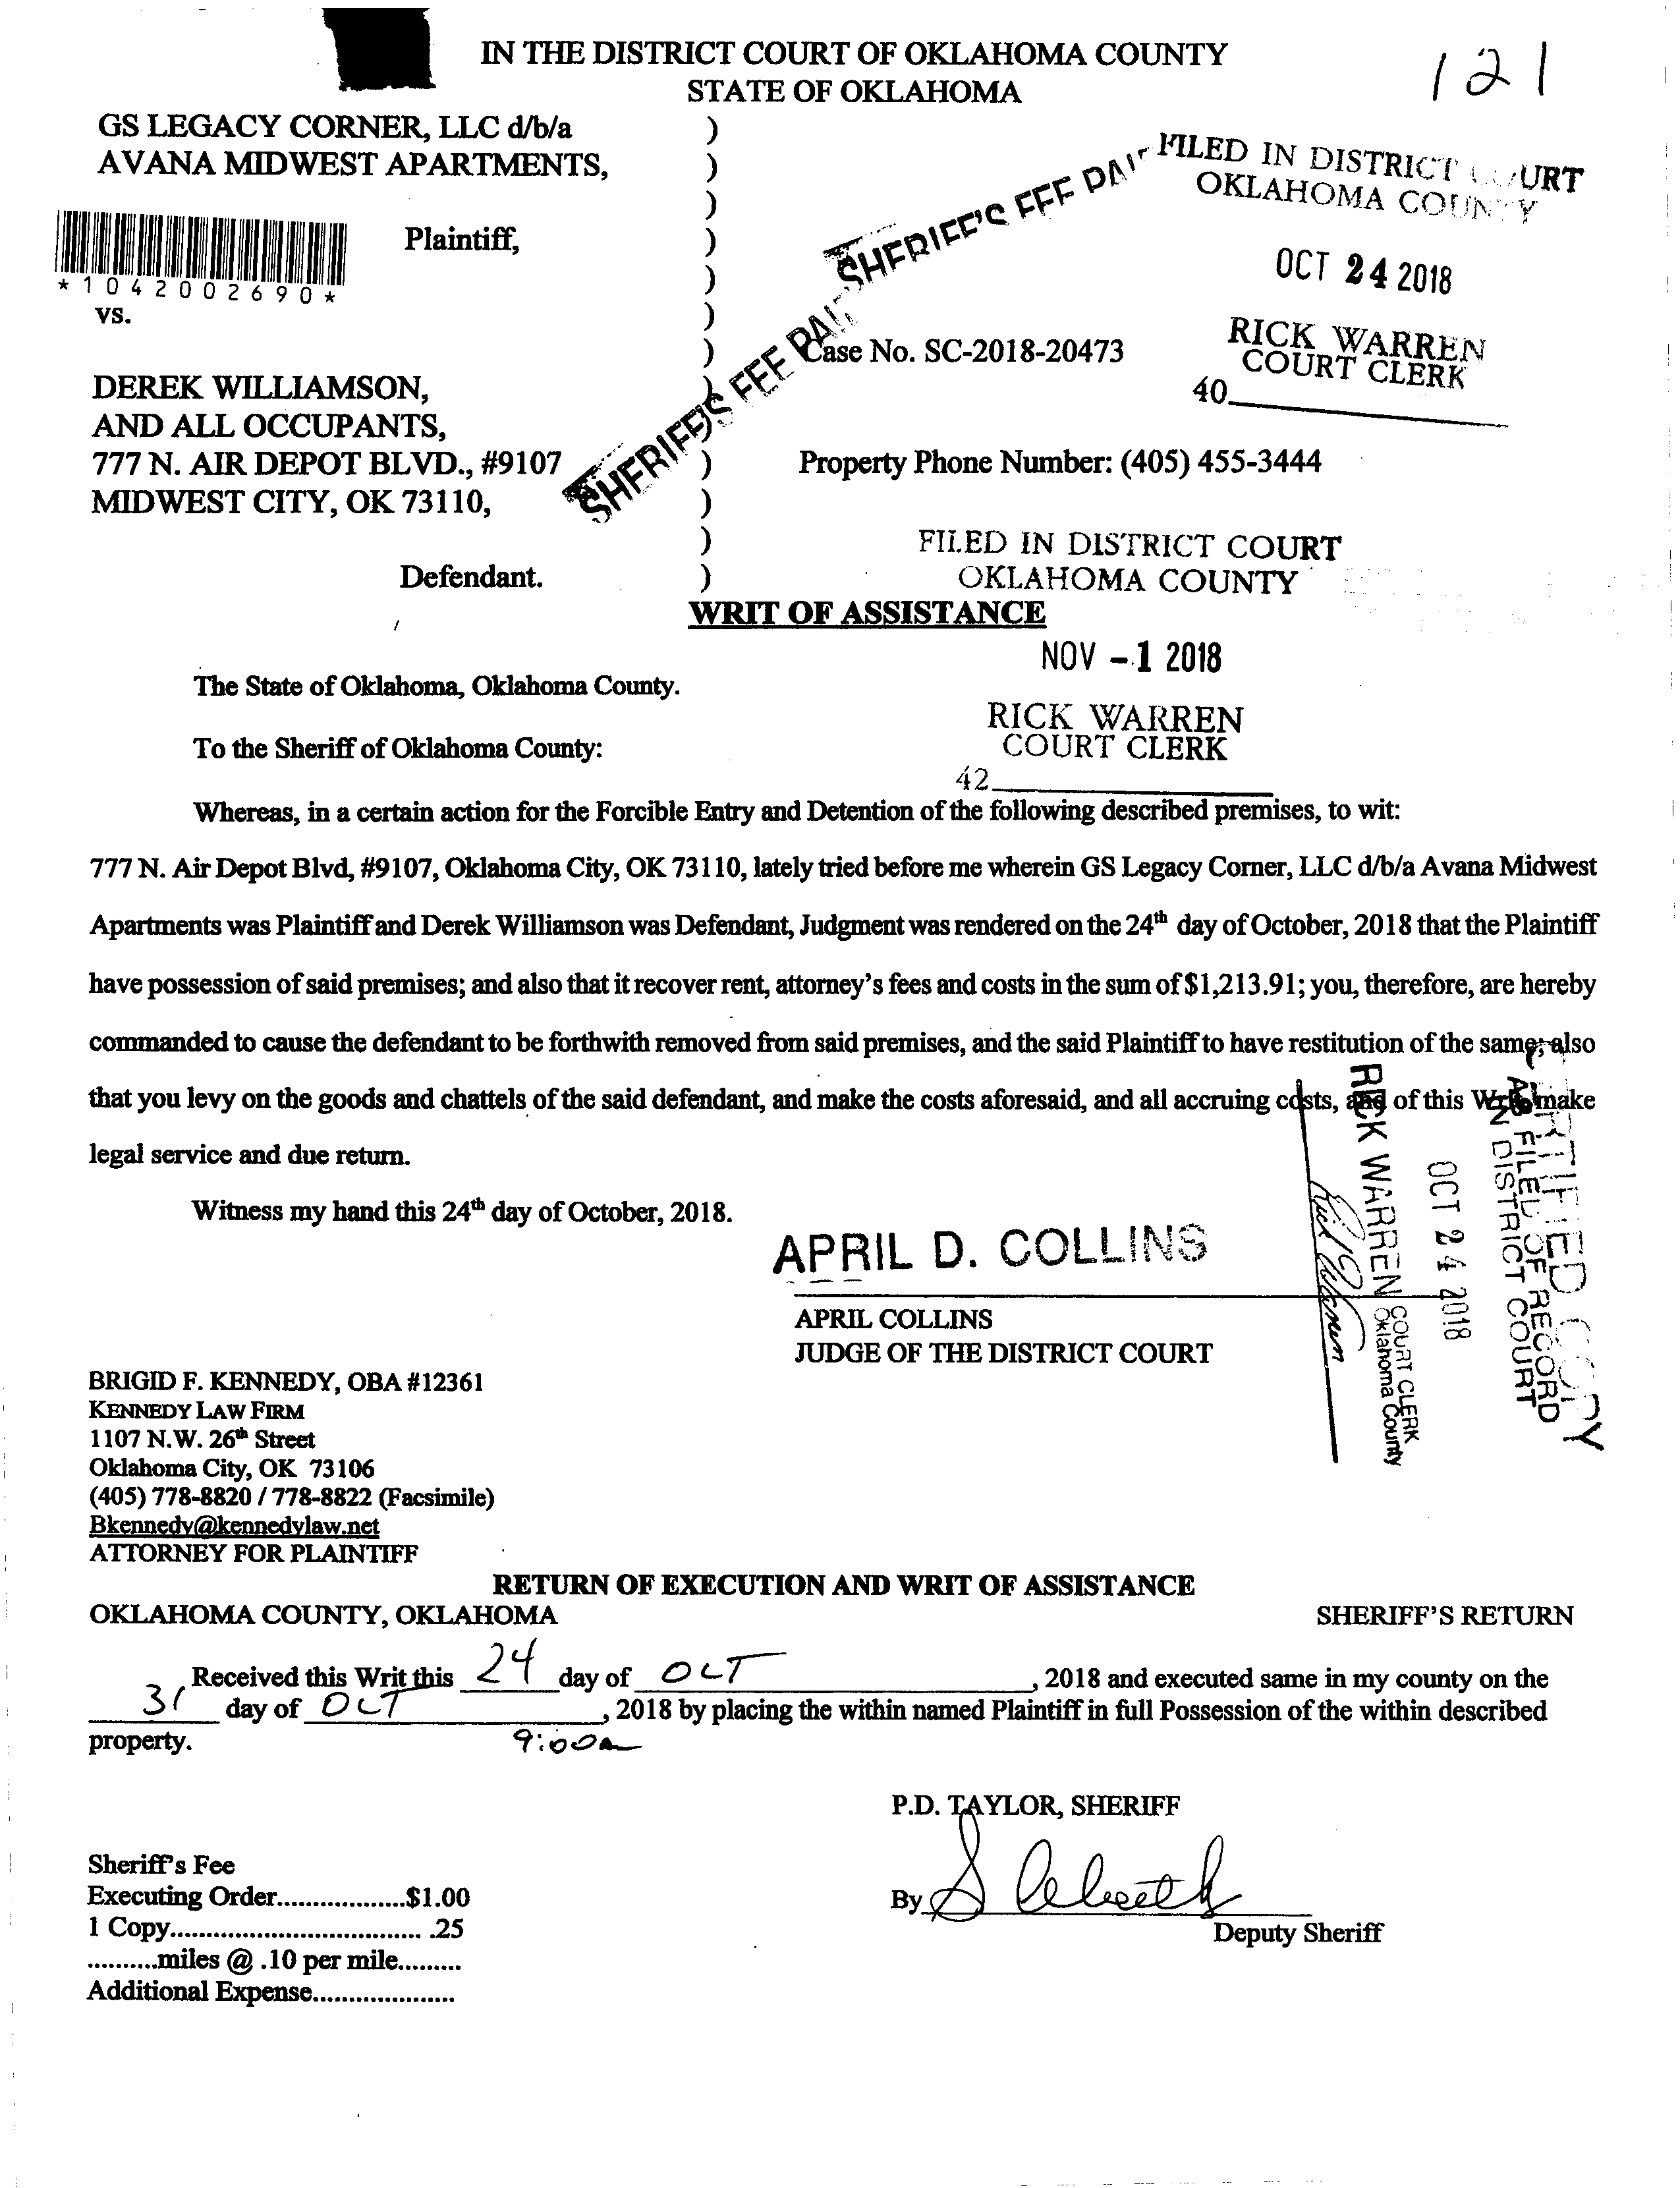 IN THE DISTRICT COURT OF OKLAHOMA COUNTY
STATE OF OKLAHOMA
121
GS LEGACY CORNER, LLC d/b/a
AVANA MIDWEST APARTMENTS,
Plaintiff,
*1042002690*
vs.
DEREK WILLIAMSON,
AND ALL OCCUPANTS,
777 N. AIR DEPOT BLVD., #9107
MIDWEST CITY, OK 73110,
Defendant.
)
)
)
)
)
)
)
)
)
)
)
)
)
SHERIFF'S FEE PAID
SHERIFF'S FEE PAID
FILED IN DISTRICT COURT
OKLAHOMA COUNTY
OCT 24 2018
RICK WARREN
COURT CLERK
40
Case No. SC-2018-20473
Property Phone Number: (405) 455-3444
FILED IN DISTRICT COURT
OKLAHOMA COUNTY
WRIT OF ASSISTANCE
NOV -1 2018
RICK WARREN
COURT CLERK
42
The State of Oklahoma, Oklahoma County.
To the Sheriff of Oklahoma County:
Whereas, in a certain action for the Forcible Entry and Detention of the following described premises, to wit:
777 N. Air Depot Blvd, #9107, Oklahoma City, OK 73110, lately tried before me wherein GS Legacy Corner, LLC d/b/a Avana Midwest
Apartments was Plaintiff and Derek Williamson was Defendant, Judgment was rendered on the 24th day of October, 2018 that the Plaintiff
have possession of said premises; and also that it recover rent, attorney's fees and costs in the sum of $1,213.91; you, therefore, are hereby
commanded to cause the defendant to be forthwith removed from said premises, and the said Plaintiff to have restitution of the same; also
that you levy on the goods and chattels of the said defendant, and make the costs aforesaid, and all accruing costs, and of this Writ make
legal service and due return.
Witness my hand this 24th day of October, 2018.
APRIL D. COLLINS
APRIL COLLINS
JUDGE OF THE DISTRICT COURT
CERTIFIED COPY
AS FILED OF RECORD
IN DISTRICT COURT
OCT 24 2018
RICK WARREN COURT CLERK
Oklahoma County
Rick Warren
BRIGID F. KENNEDY, OBA #12361
KENNEDY LAW FIRM
1107 N.W. 26th Street
Oklahoma City, OK 73106
(405) 778-8820 / 778-8822 (Facsimile)
Bkennedy@kennedylaw.net
ATTORNEY FOR PLAINTIFF
RETURN OF EXECUTION AND WRIT OF ASSISTANCE
OKLAHOMA COUNTY, OKLAHOMA SHERIFF'S RETURN
Received this Writ this 24 day of OCT, 2018 and executed same in my county on the
31 day of OCT, 2018 by placing the within named Plaintiff in full Possession of the within described
property. 9:00a
P.D. TAYLOR, SHERIFF
By
Deputy Sheriff
Sheriff's Fee
Executing Order..................$1.00
1 Copy................................... .25
..........miles @ .10 per mile.........
Additional Expense....................